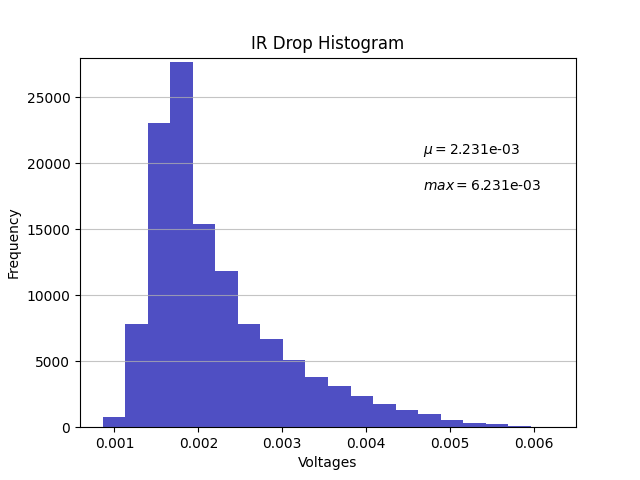 IR Drop Histogram
25000
20000
15000
10000
5000
0
Frequency
μ = 2.231e-03
max = 6.231e-03
0.001 0.002 0.003 0.004 0.005 0.006
Voltages